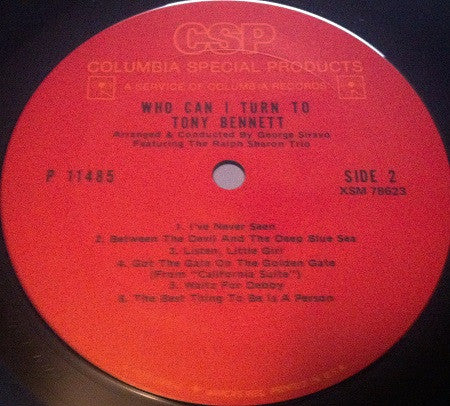 CSP
COLUMBIA SPECIAL PRODUCTS
A SERVICE OF COLUMBIA RECORDS
WHO CAN I TURN TO
TONY BENNETT
Arranged & Conducted By George Siravo
Featuring The Ralph Sharon Trio
P 11485
SIDE 2
XSM 78623
1. I've Never Seen
2. Between The Devil And The Deep Blue Sea
3. Listen, Little Girl
4. Got The Gate On The Golden Gate
(From "California Suite")
5. Waltz For Debby
6. The Best Thing To Be Is A Person